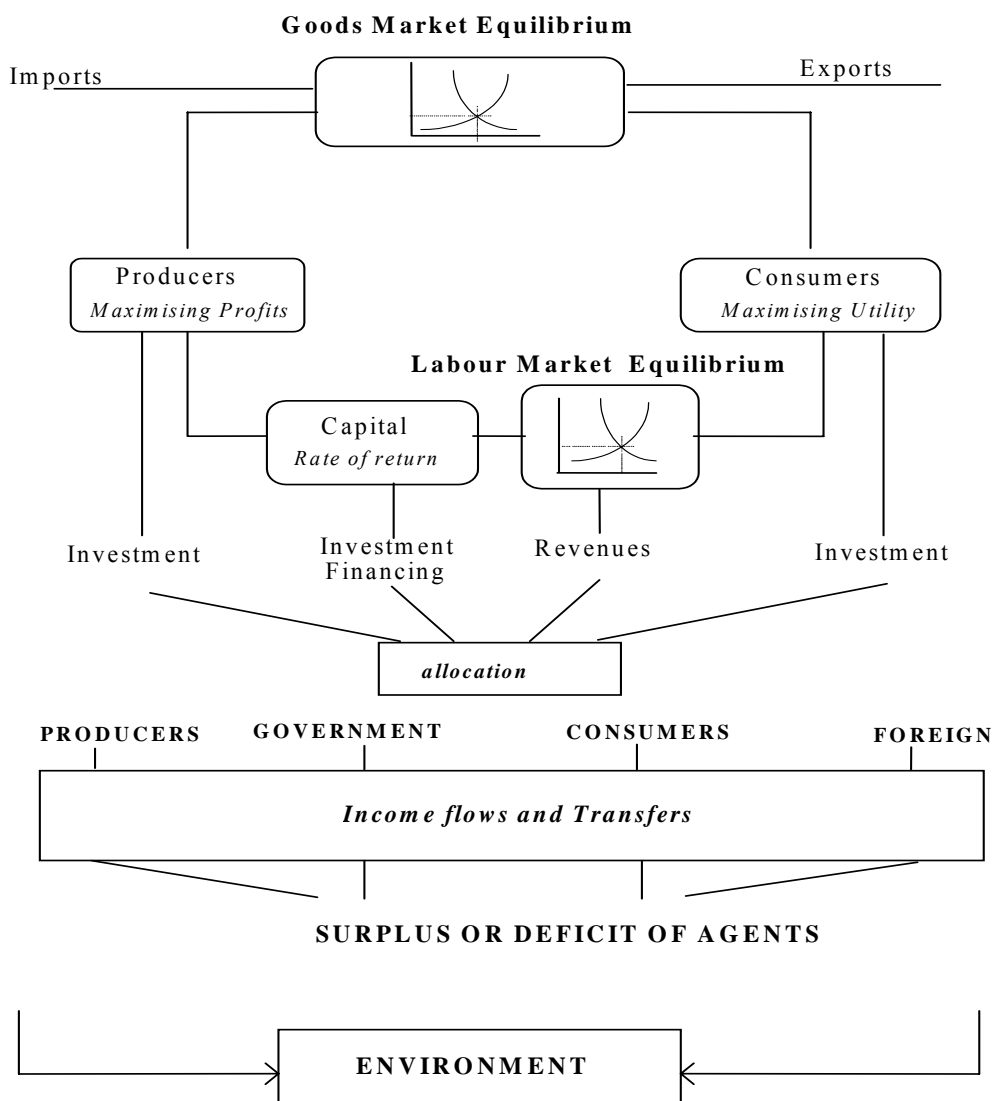 Goods Market Equilibrium
Imports
Exports
Producers
Maximising Profits
Consumers
Maximising Utility
Labour Market Equilibrium
Capital
Rate of return
Investment
Investment
Financing
Revenues
Investment
allocation
PRODUCERS
GOVERNMENT
CONSUMERS
FOREIGN
Income flows and Transfers
SURPLUS OR DEFICIT OF AGENTS
ENVIRONMENT